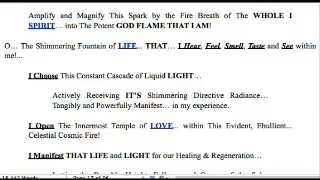 Amplify and Magnify This Spark by the Fire Breath of The WHOLE I
SPIRIT… into The Potent GOD FLAME THAT I AM!
O… The Shimmering Fountain of LIFE… THAT… I Hear, Feel, Smell, Taste and See within
me!...
I Choose This Constant Cascade of Liquid LIGHT…
Actively Receiving IT'S Shimmering Directive Radiance…
Tangibly and Powerfully Manifest… in my experience.
I Open The Innermost Temple of LOVE… within This Evident, Ebullient...
Celestial Cosmic Fire!
I Manifest THAT LIFE and LIGHT for our Healing & Regeneration…